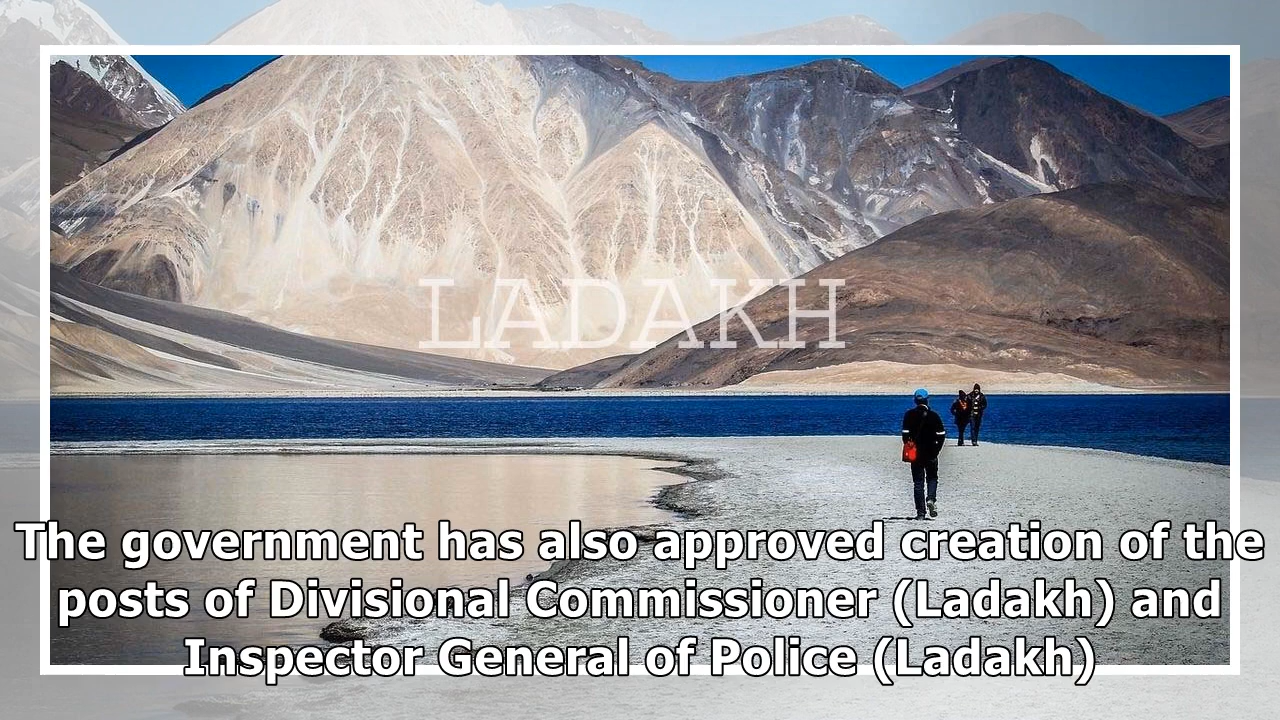 LADAKH
The government has also approved creation of the
posts of Divisional Commissioner (Ladakh) and
Inspector General of Police (Ladakh)